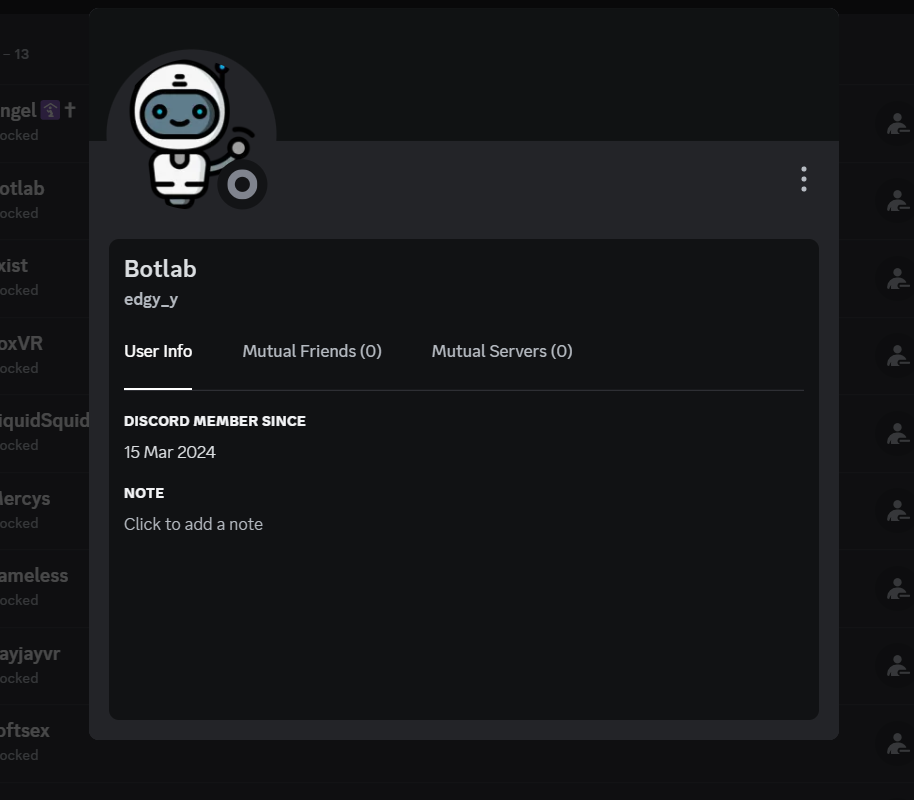 – 13
ngel
ocked
otlab
ocked
xist
ocked
oxVR
ocked
iquidSquid
ocked
Mercys
ocked
ameless
ocked
ayjayvr
ocked
oftsex
ocked
Botlab
edgy_y
User Info
Mutual Friends (0)
Mutual Servers (0)
DISCORD MEMBER SINCE
15 Mar 2024
NOTE
Click to add a note